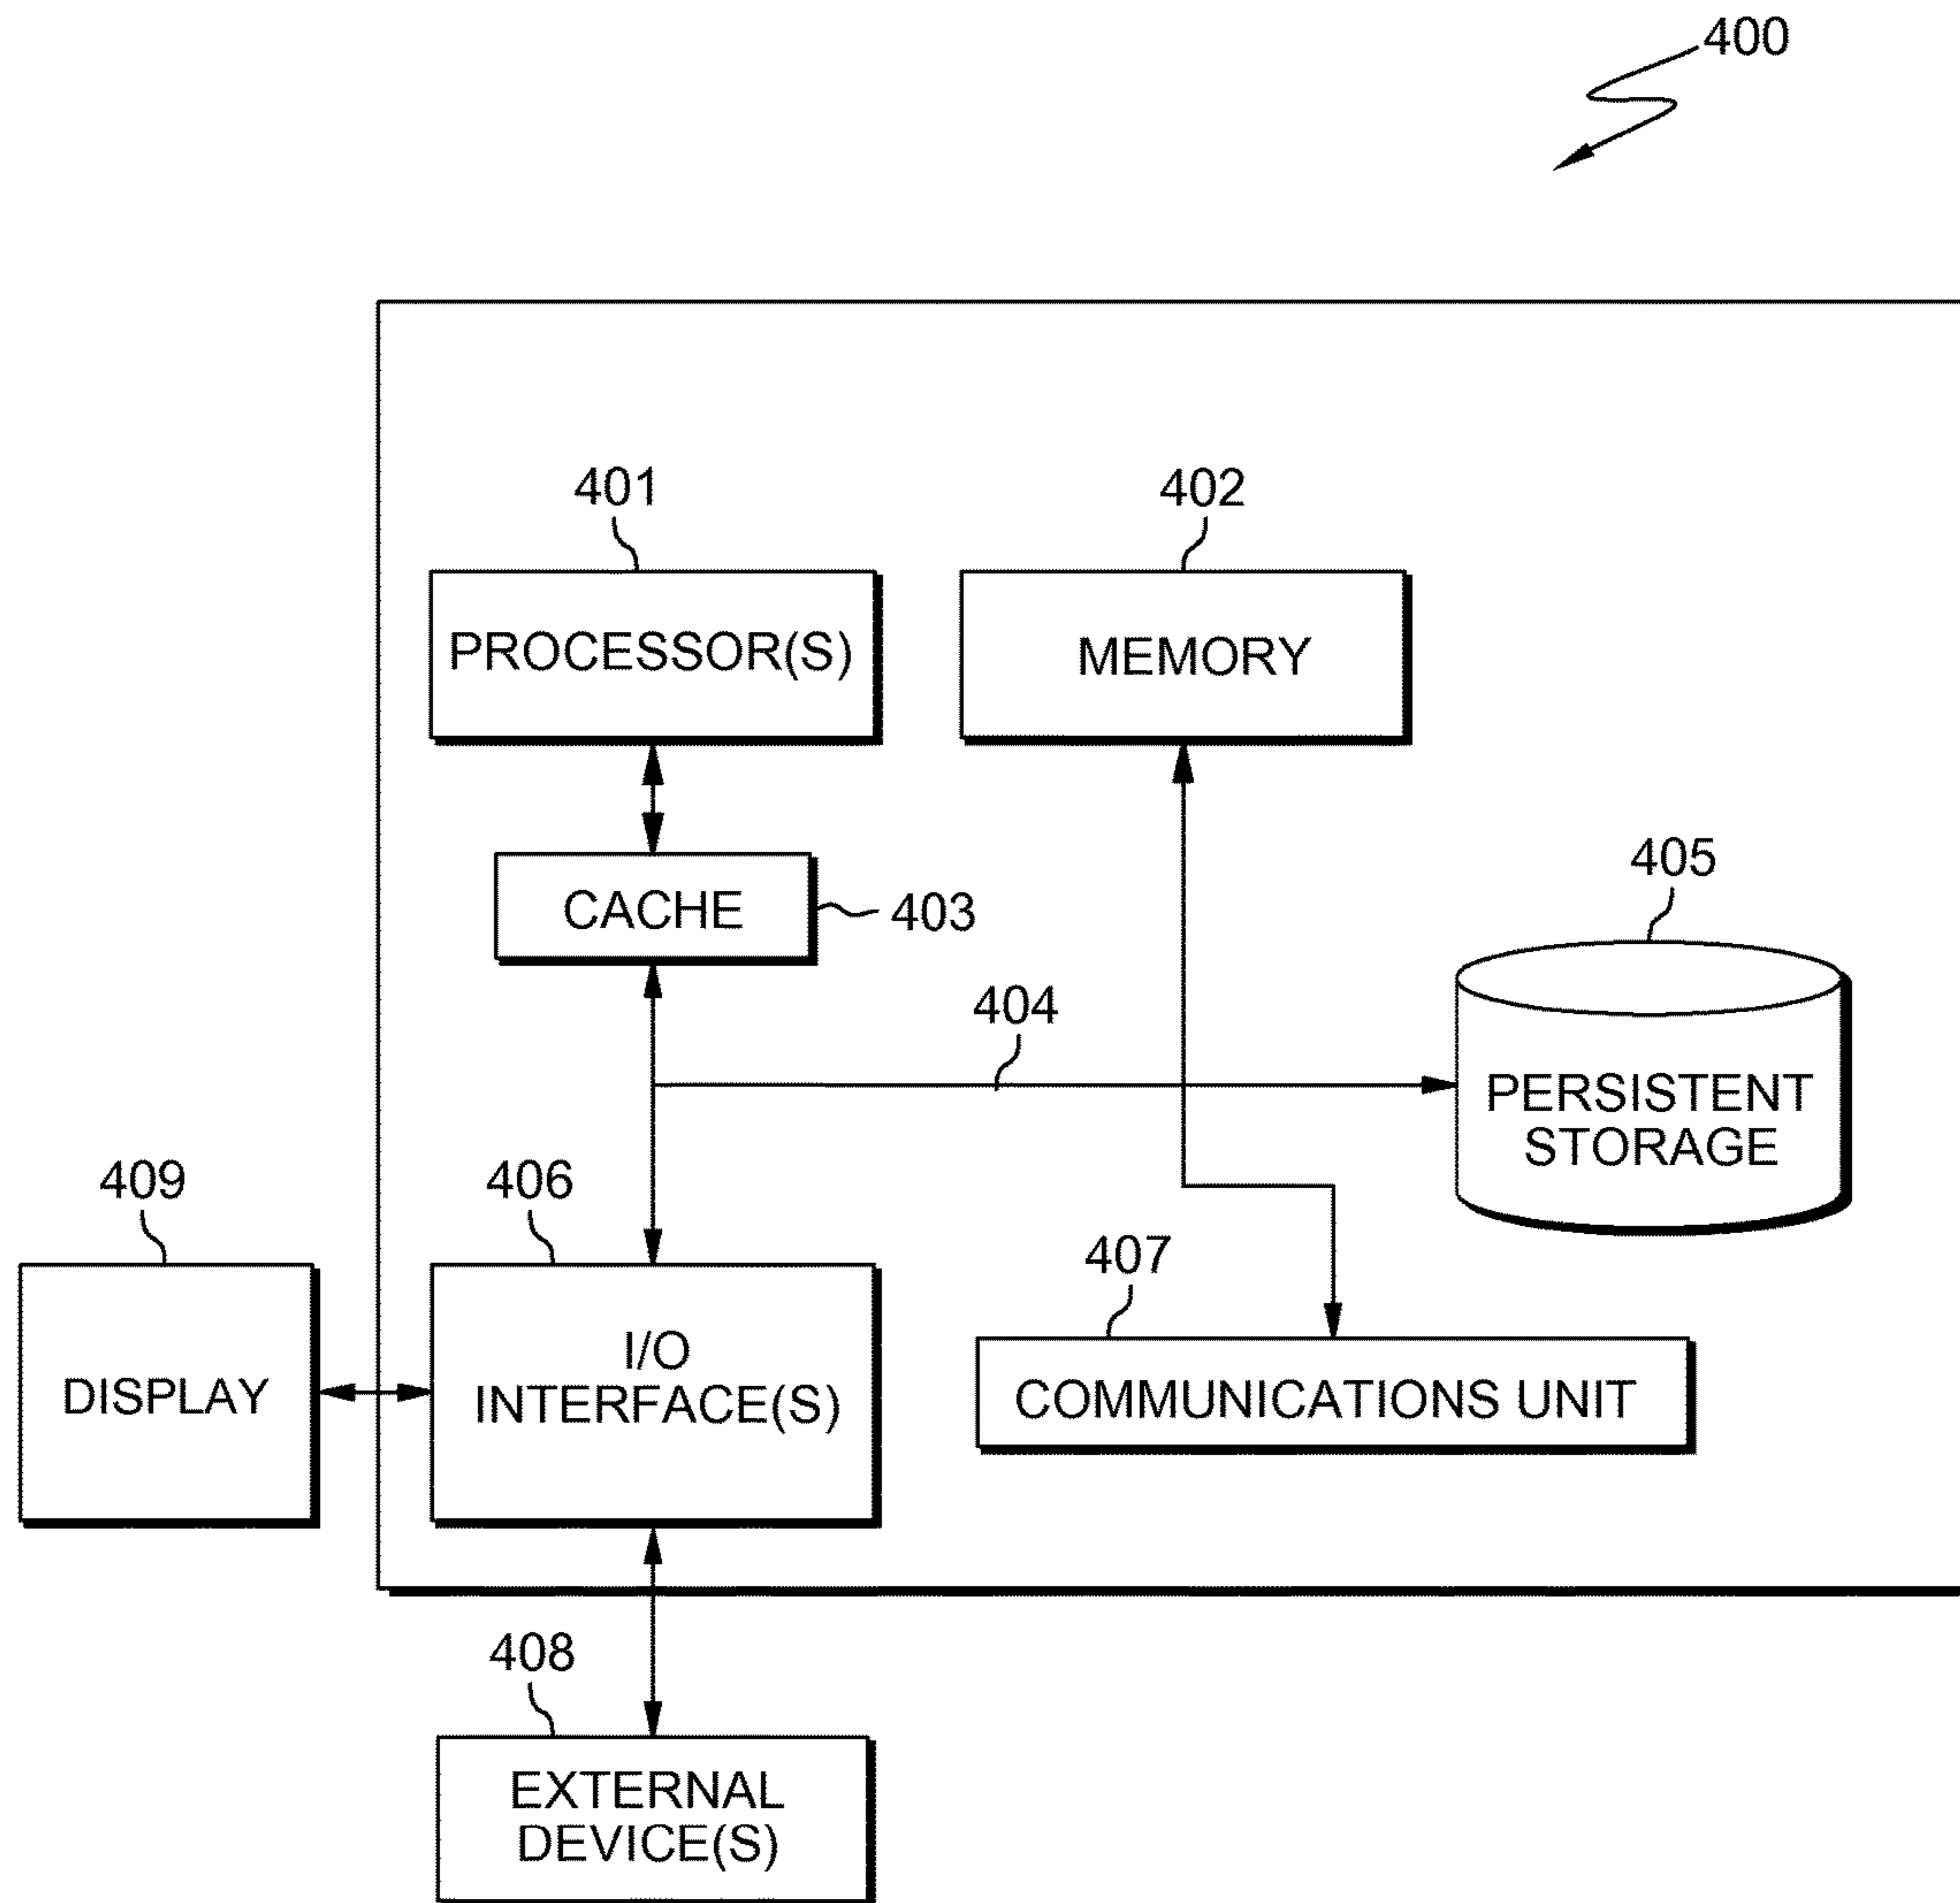 400
401
402
PROCESSOR(S)
MEMORY
CACHE
403
405
404
PERSISTENT
STORAGE
409
406
407
DISPLAY
I/O
INTERFACE(S)
COMMUNICATIONS UNIT
408
EXTERNAL
DEVICE(S)